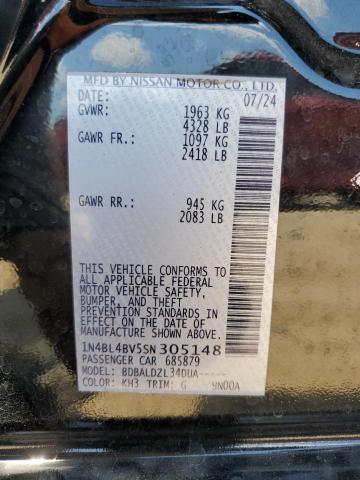 MFD BY NISSAN MOTOR CO., LTD.
DATE: 07/24
GVWR: 1963 KG
4328 LB
GAWR FR.: 1097 KG
2418 LB
GAWR RR.: 945 KG
2083 LB
THIS VEHICLE CONFORMS TO
ALL APPLICABLE FEDERAL
MOTOR VEHICLE SAFETY,
BUMPER, AND THEFT
PREVENTION STANDARDS IN
EFFECT ON THE DATE OF
MANUFACTURE SHOWN ABOVE.
1N4BL4BV5SN305148
PASSENGER CAR 685879
MODEL: BDBALDZL34DUA-----
COLOR: KH3 TRIM: G